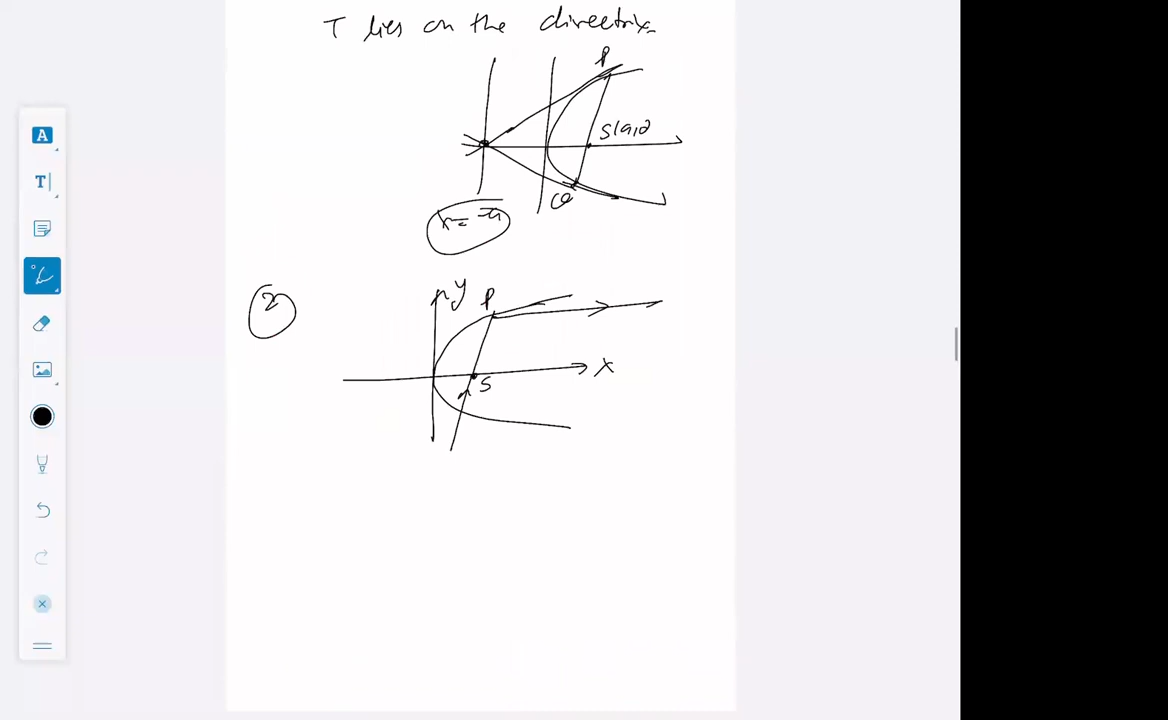 T lies on the directrix.
P
S(a,0)
Q
x = -a
2
y
P
S
X
A
T